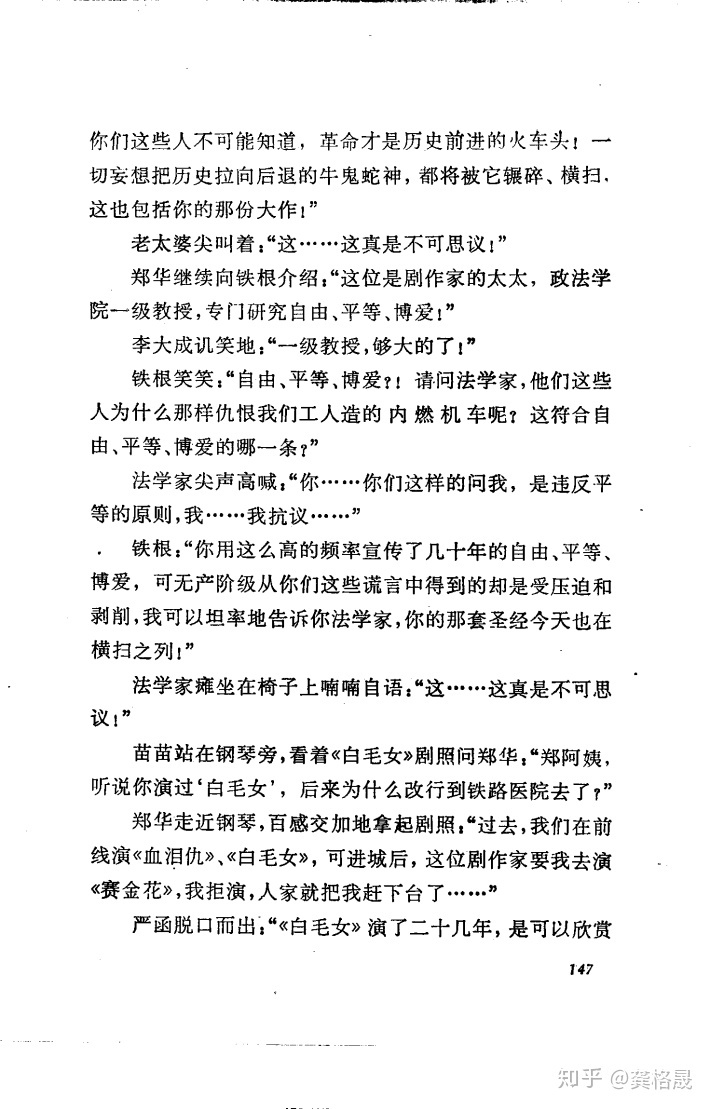 你们这些人不可能知道，革命才是历史前进的火车头！一
切妄想把历史拉向后退的牛鬼蛇神，都将被它辗碎、横扫．
这也包括你的那份大作！”
老太婆尖叫着：“这……这真是不可思议！”
郑华继续向铁根介绍：“这位是剧作家的太太，政法学
院一级教授，专门研究自由、平等、博爱！”
李大成讥笑地：“一级教授，够大的了！”
铁根笑笑：“自由、平等、博爱？！请问法学家，他们这些
人为什么那样仇恨我们工人造的内燃机车呢？这符合自
由、平等、博爱的哪一条？”
法学家尖声高喊：“你……你们这样的问我，是违反平
等的原则，我……我抗议……”
铁根：“你用这么高的频率宣传了几十年的自由、平等、
博爱，可无产阶级从你们这些谎言中得到的却是受压迫和
剥削，我可以坦率地告诉你法学家，你的那套圣经今天也在
横扫之列！”
法学家瘫坐在椅子上喃喃自语：“这……这真是不可思
议！”
苗苗站在钢琴旁，看着《白毛女》剧照问郑华：“郑阿姨，
听说你演过‘白毛女’，后来为什么改行到铁路医院去了？”
郑华走近钢琴，百感交加地拿起剧照：“过去，我们在前
线演《血泪仇》、《白毛女》，可进城后，这位剧作家要我去演
《赛金花》，我拒演，人家就把我赶下台了……”
严函脱口而出：“《白毛女》演了二十几年，是可以欣赏
147
知乎 @龚格晟